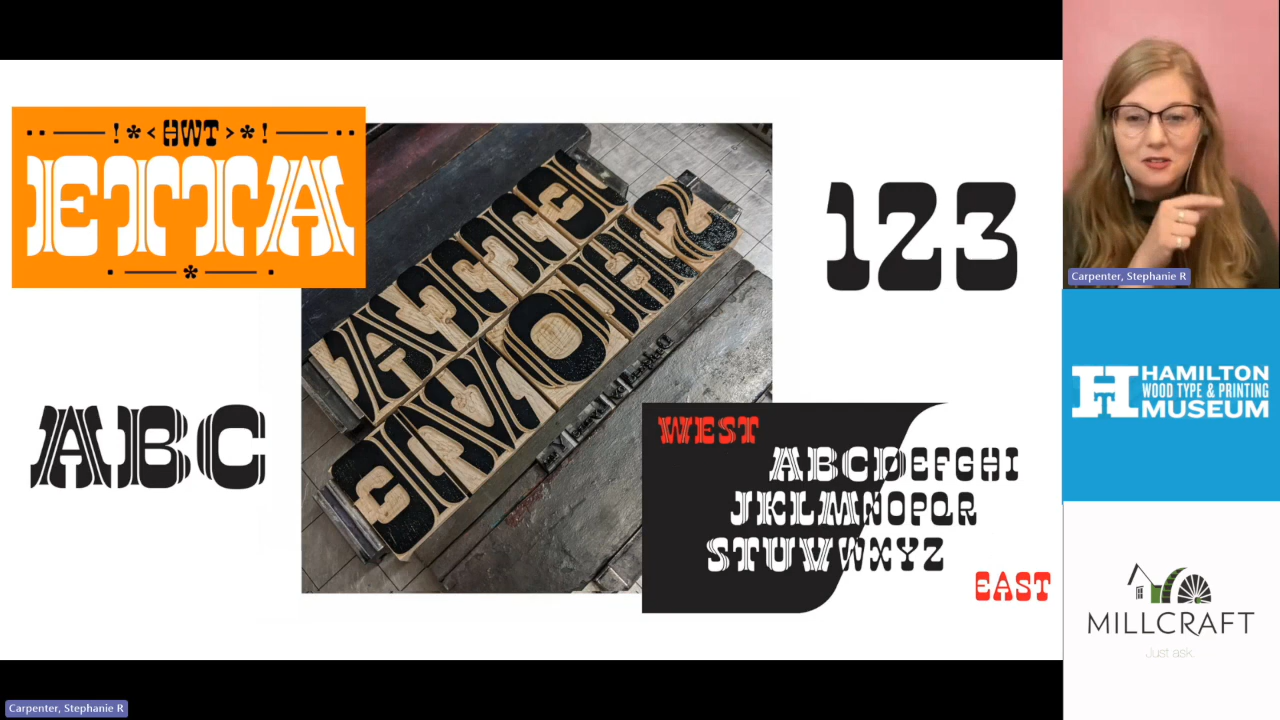 !*< HWT >*!
ETTA
*
ABC
123
WEST
ABCDEFGHI
JKLMNOPQR
STUVWXYZ
EAST
Carpenter, Stephanie R
HAMILTON
WOOD TYPE & PRINTING
MUSEUM
MILLCRAFT
Just ask.
Carpenter, Stephanie R